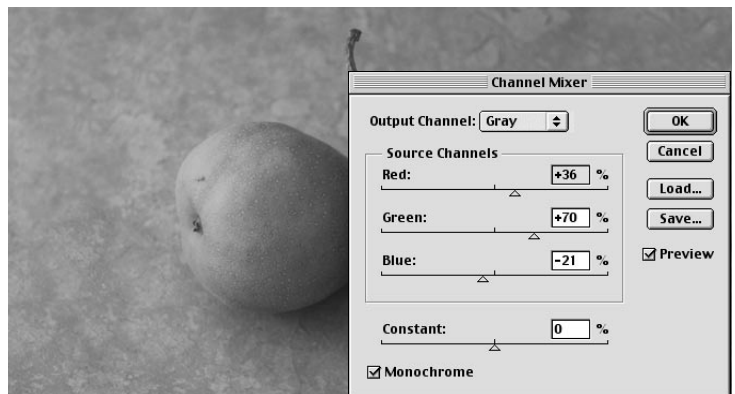 Channel Mixer
Output Channel: Gray
OK
Cancel
Load...
Save...
Preview
Source Channels
Red: +36 %
Green: +70 %
Blue: -21 %
Constant: 0 %
Monochrome